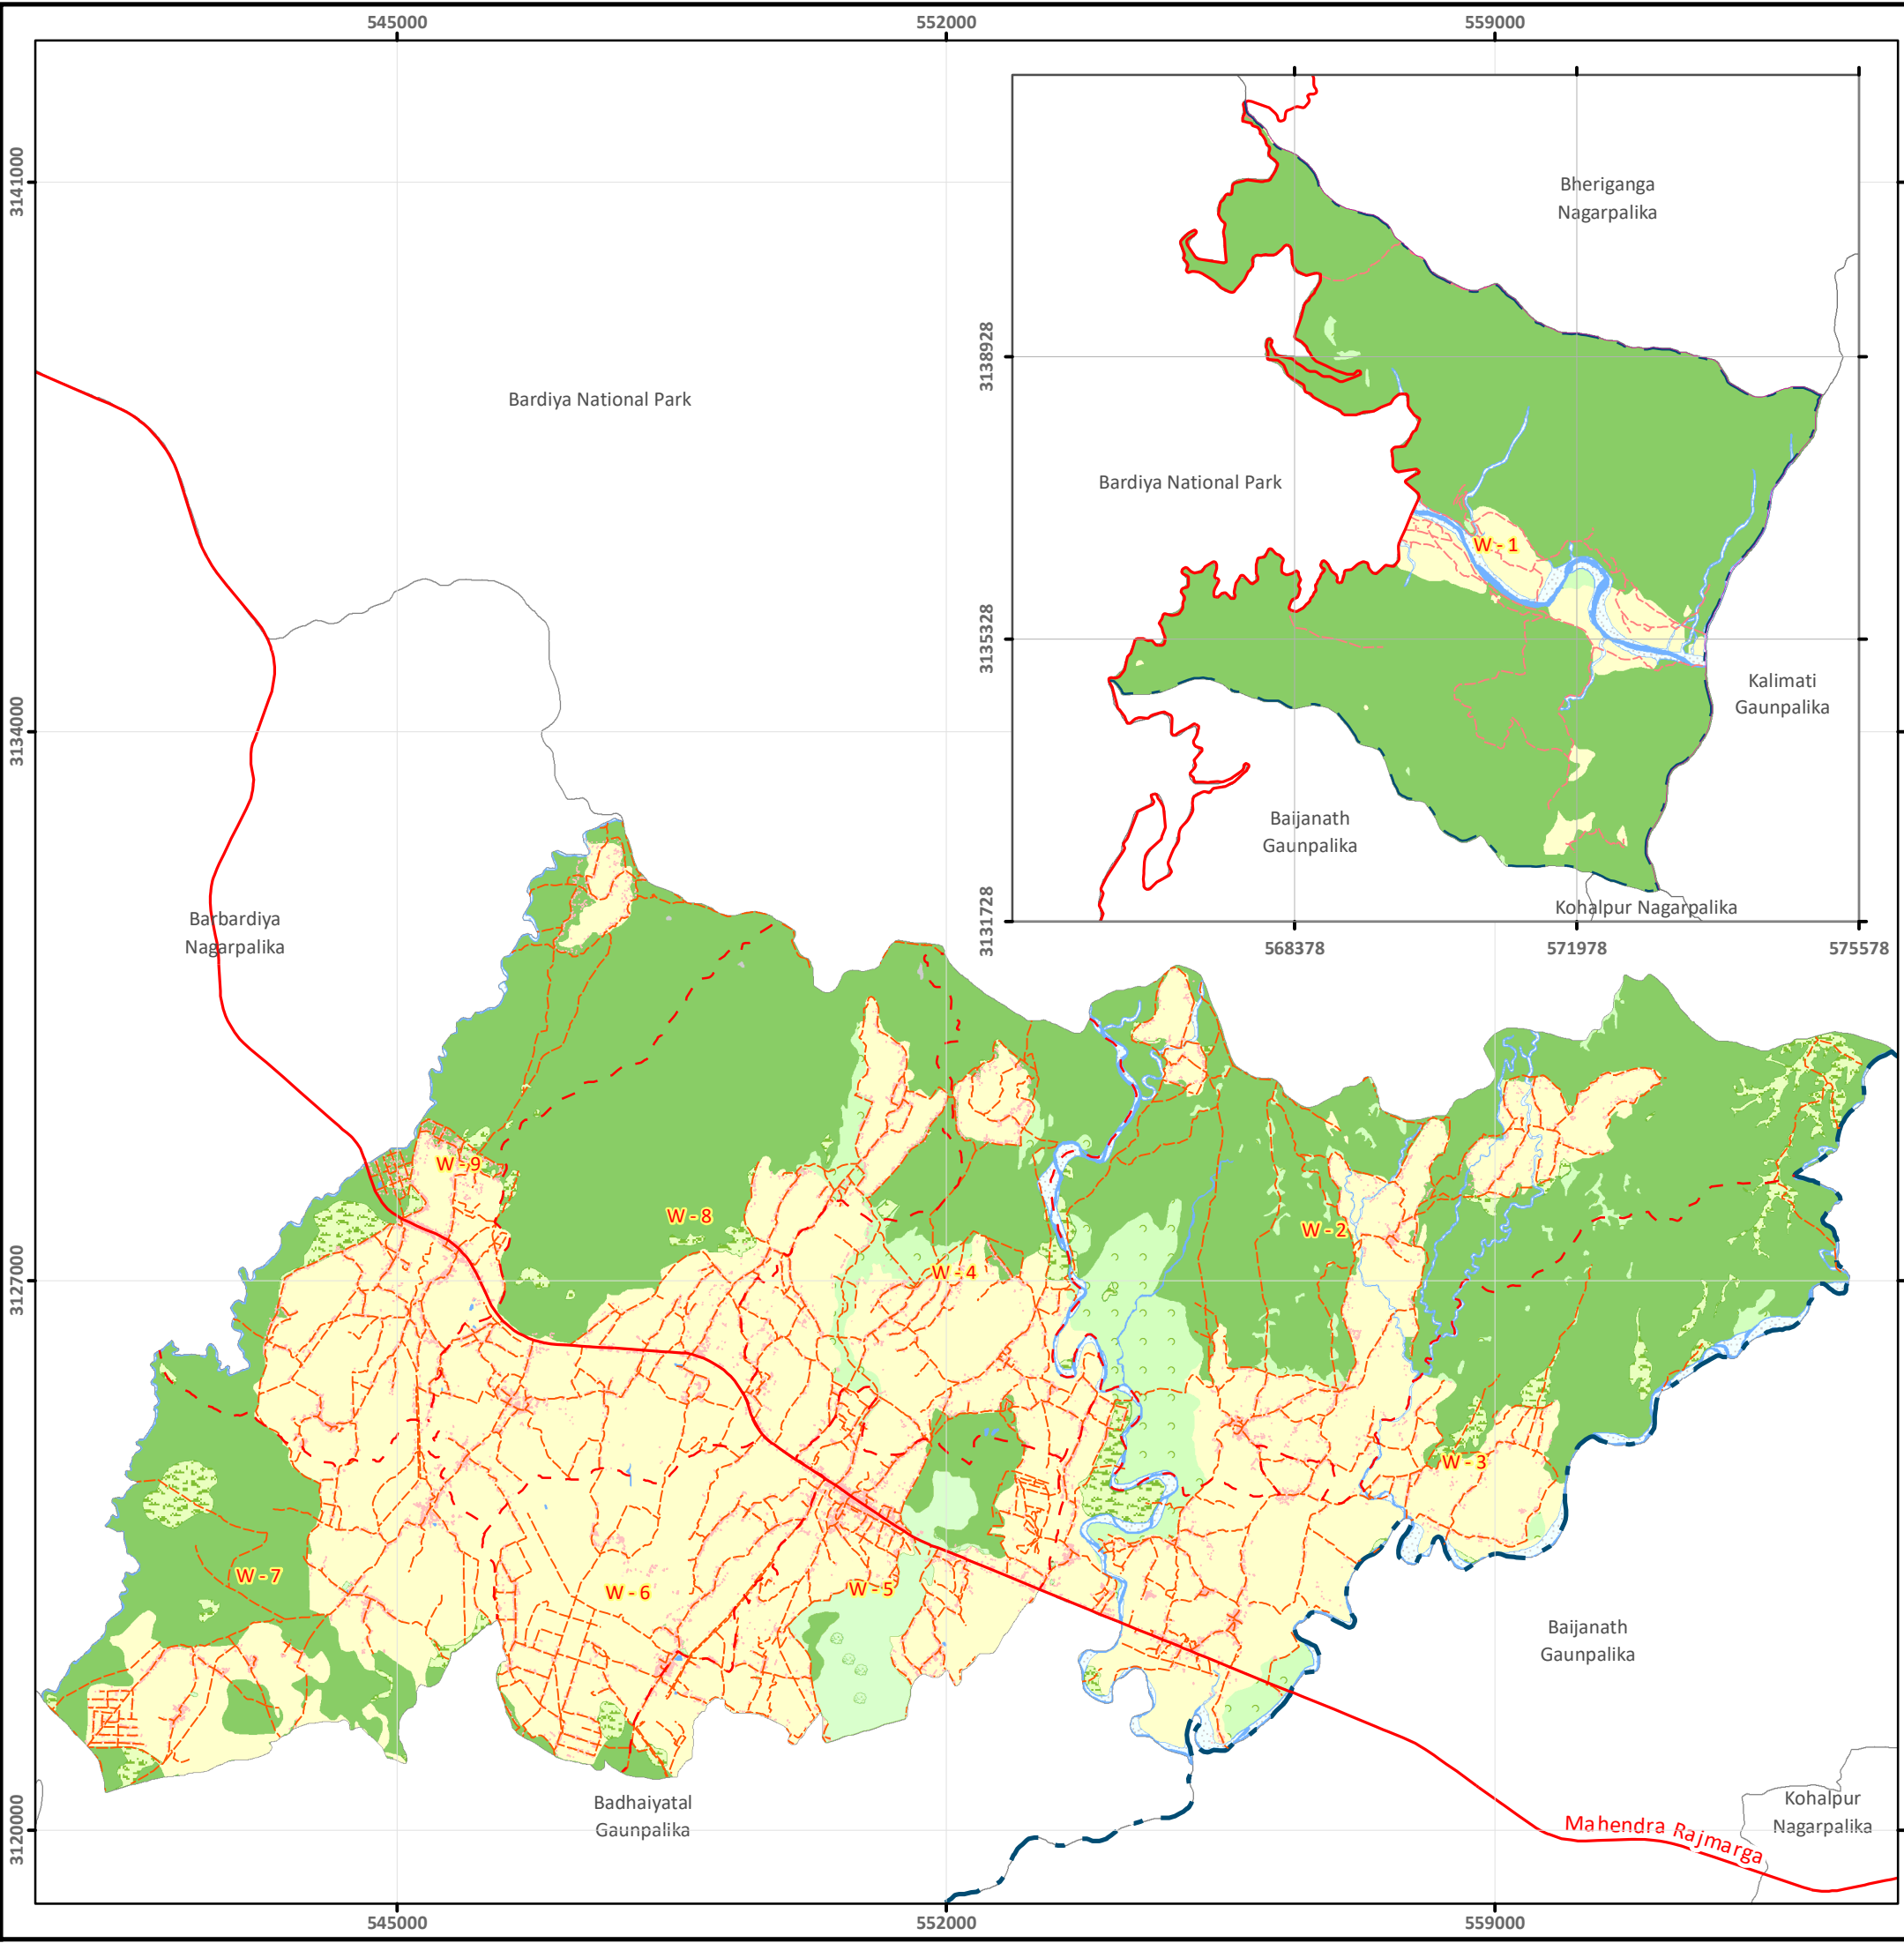 545000
552000
559000
3141000
Bheriganga
Nagarpalika
3138928
Bardiya National Park
Bardiya National Park
W - 1
3135328
Kalimati
Gaunpalika
3134000
Baijanath
Gaunpalika
3131728
Kohalpur Nagarpalika
568378
571978
575578
Barbardiya
Nagarpalika
W - 9
W - 8
W - 2
W - 4
3127000
W - 3
W - 7
W - 6
W - 5
Baijanath
Gaunpalika
Badhaiyatal
Gaunpalika
3120000
Mahendra Rajmarga
Kohalpur
Nagarpalika
545000
552000
559000